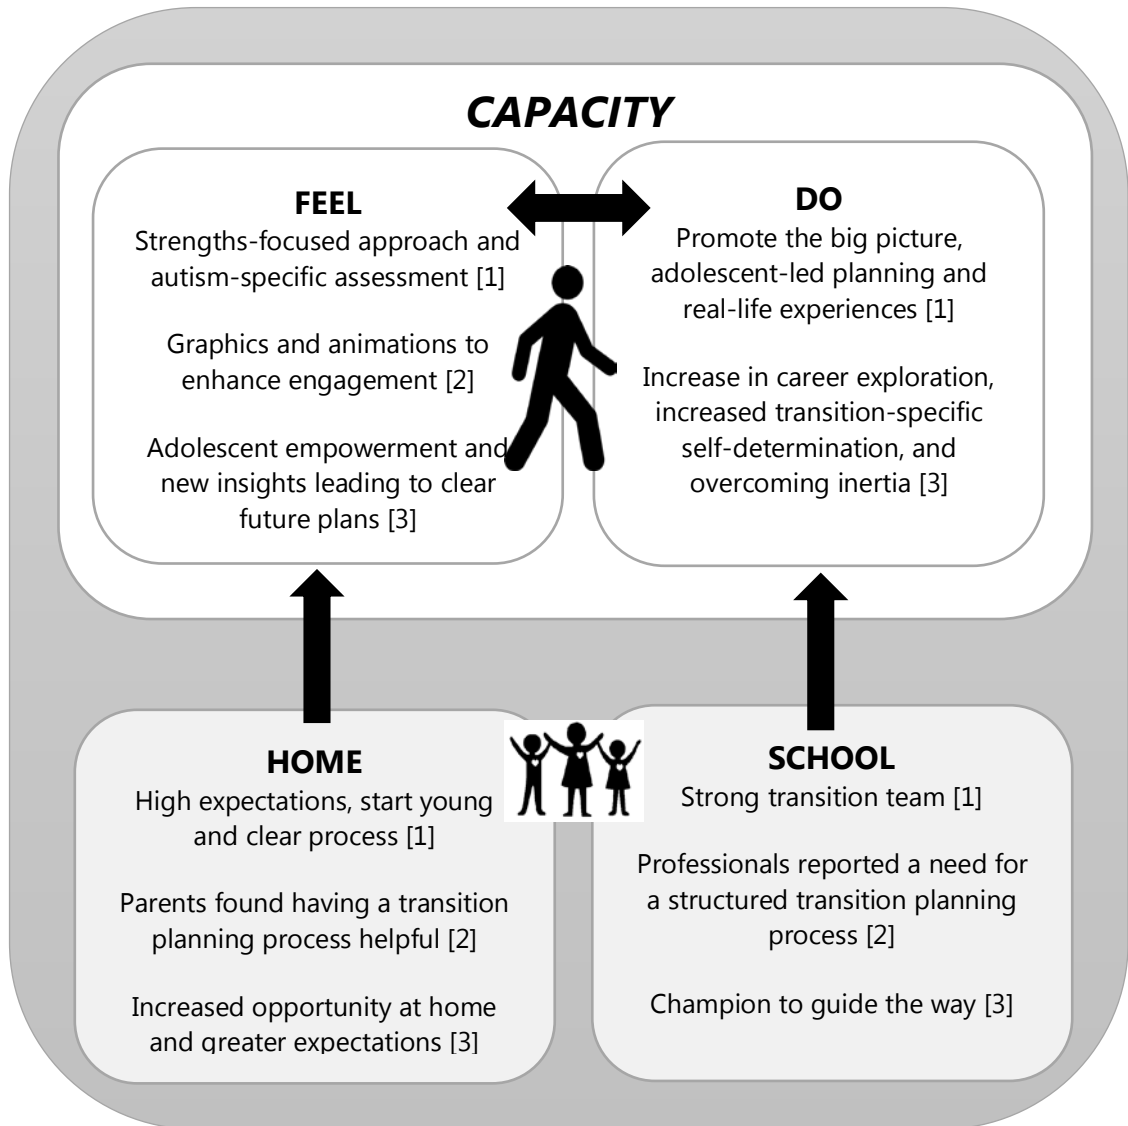 CAPACITY
FEEL
Strengths-focused approach and
autism-specific assessment [1]
Graphics and animations to
enhance engagement [2]
Adolescent empowerment and
new insights leading to clear
future plans [3]
DO
Promote the big picture,
adolescent-led planning and
real-life experiences [1]
Increase in career exploration,
increased transition-specific
self-determination, and
overcoming inertia [3]
HOME
High expectations, start young
and clear process [1]
Parents found having a transition
planning process helpful [2]
Increased opportunity at home
and greater expectations [3]
SCHOOL
Strong transition team [1]
Professionals reported a need for
a structured transition planning
process [2]
Champion to guide the way [3]